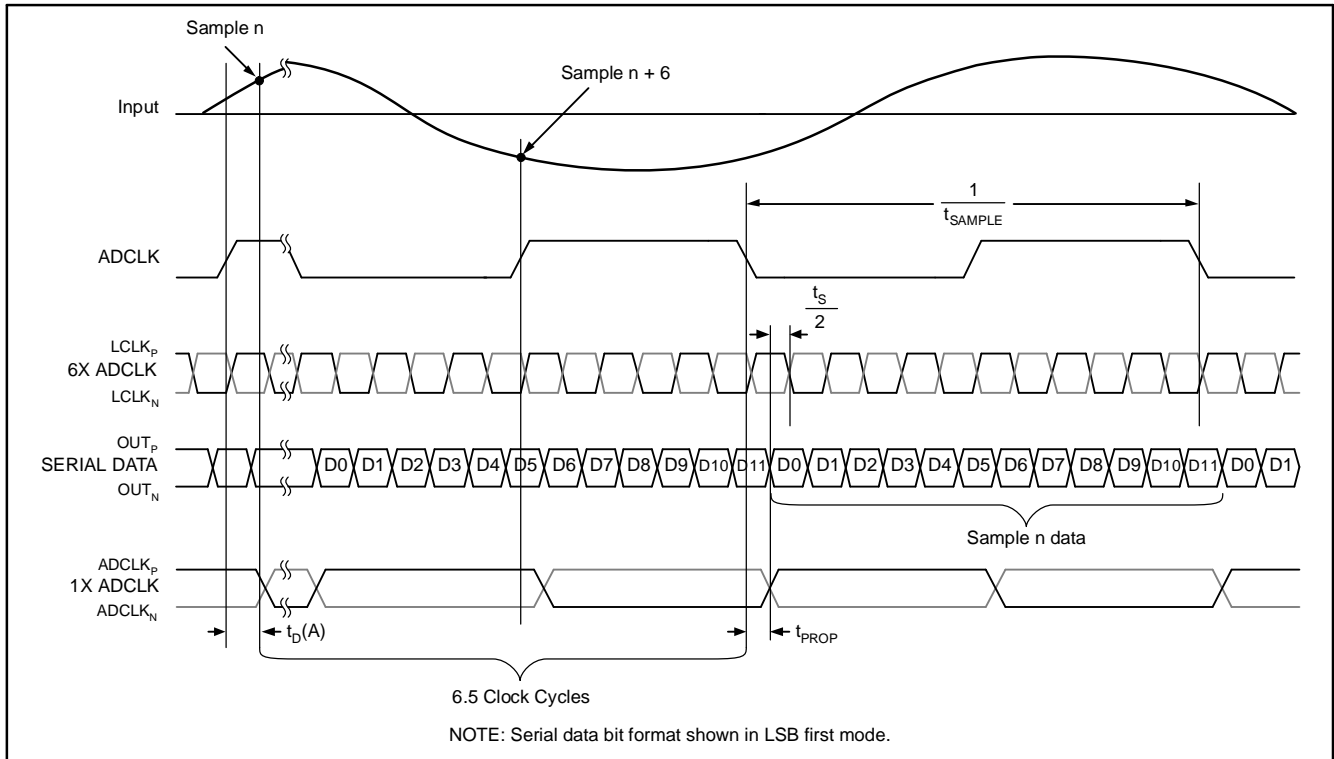 Sample n
Sample n + 6
Input
1
tSAMPLE
ADCLK
tS
2
LCLKP
6X ADCLK
LCLKN
OUTP
SERIAL DATA
OUTN
D0 D1 D2 D3 D4 D5 D6 D7 D8 D9 D10 D11 D0 D1 D2 D3 D4 D5 D6 D7 D8 D9 D10 D11 D0 D1
Sample n data
ADCLKP
1X ADCLK
ADCLKN
tD(A)
tPROP
6.5 Clock Cycles
NOTE: Serial data bit format shown in LSB first mode.